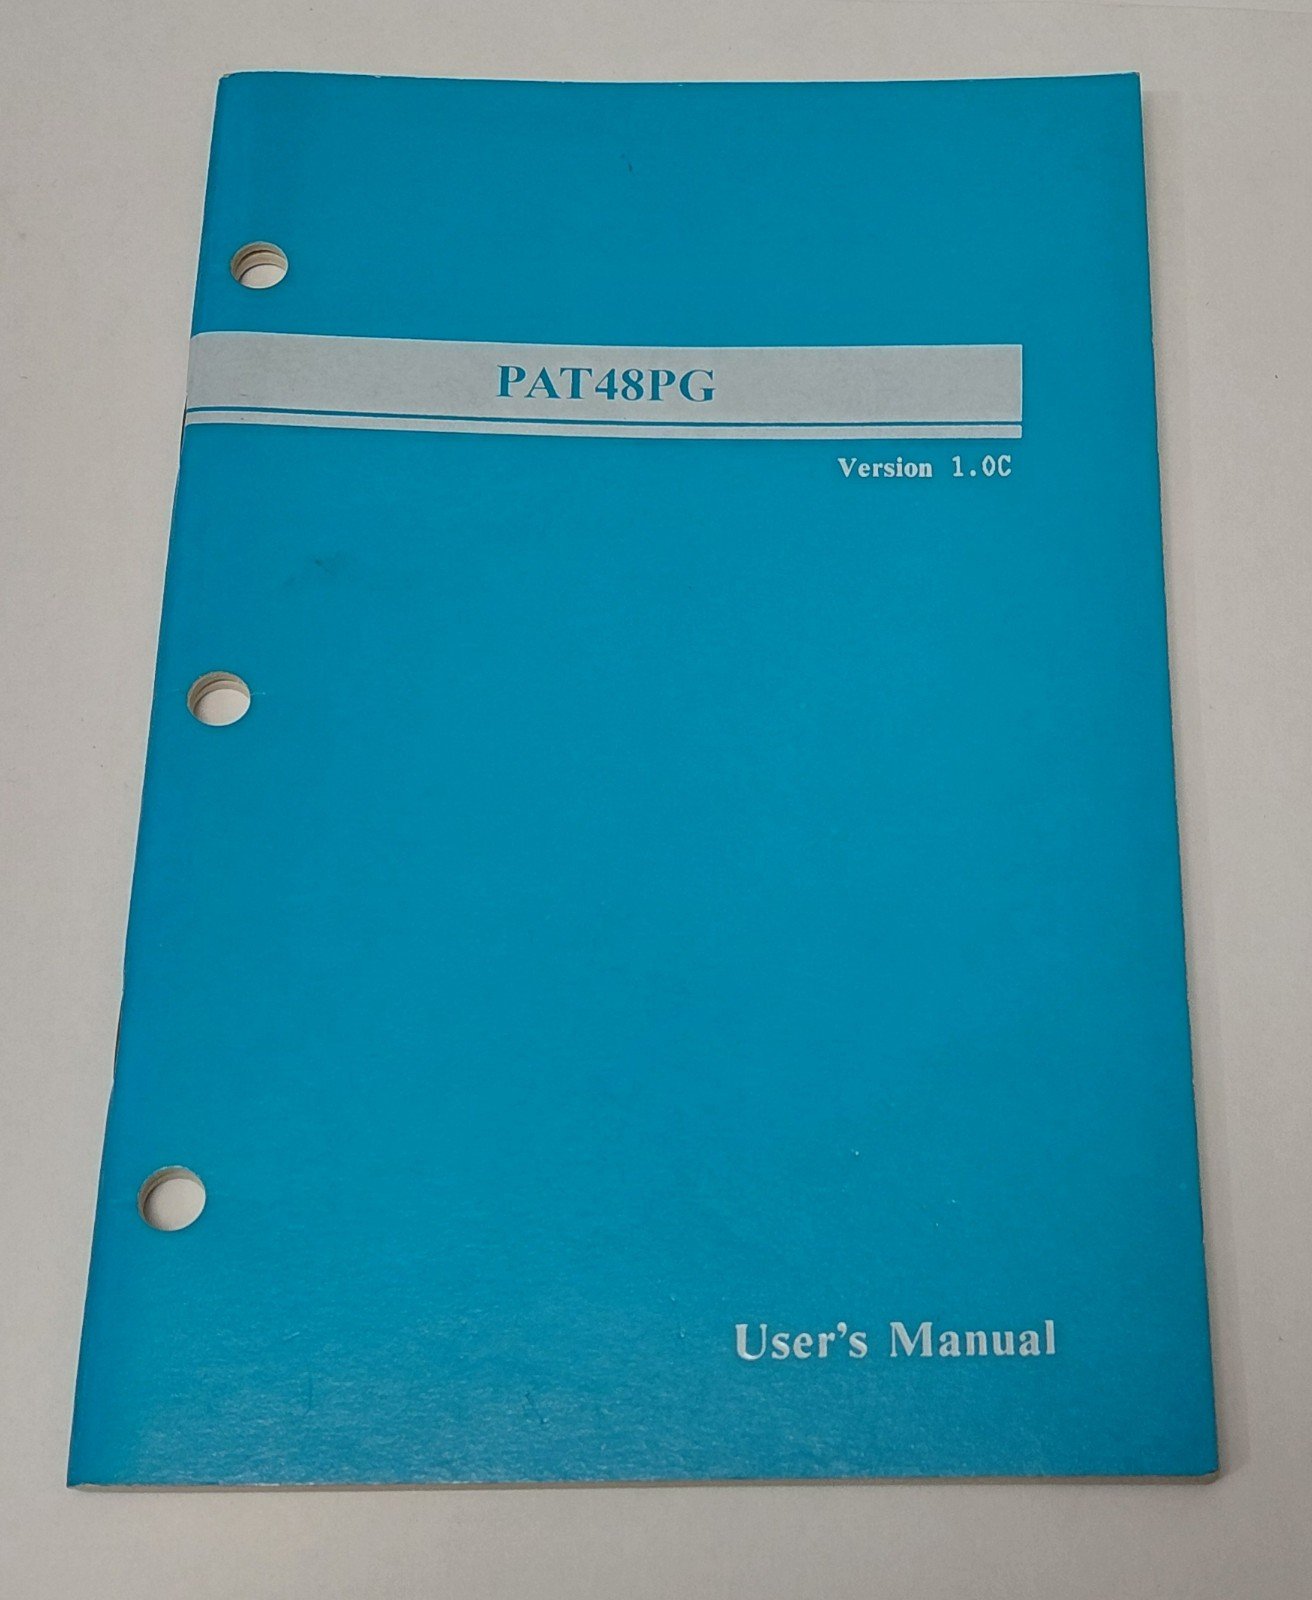 PAT48PG
Version 1.0C
User's Manual